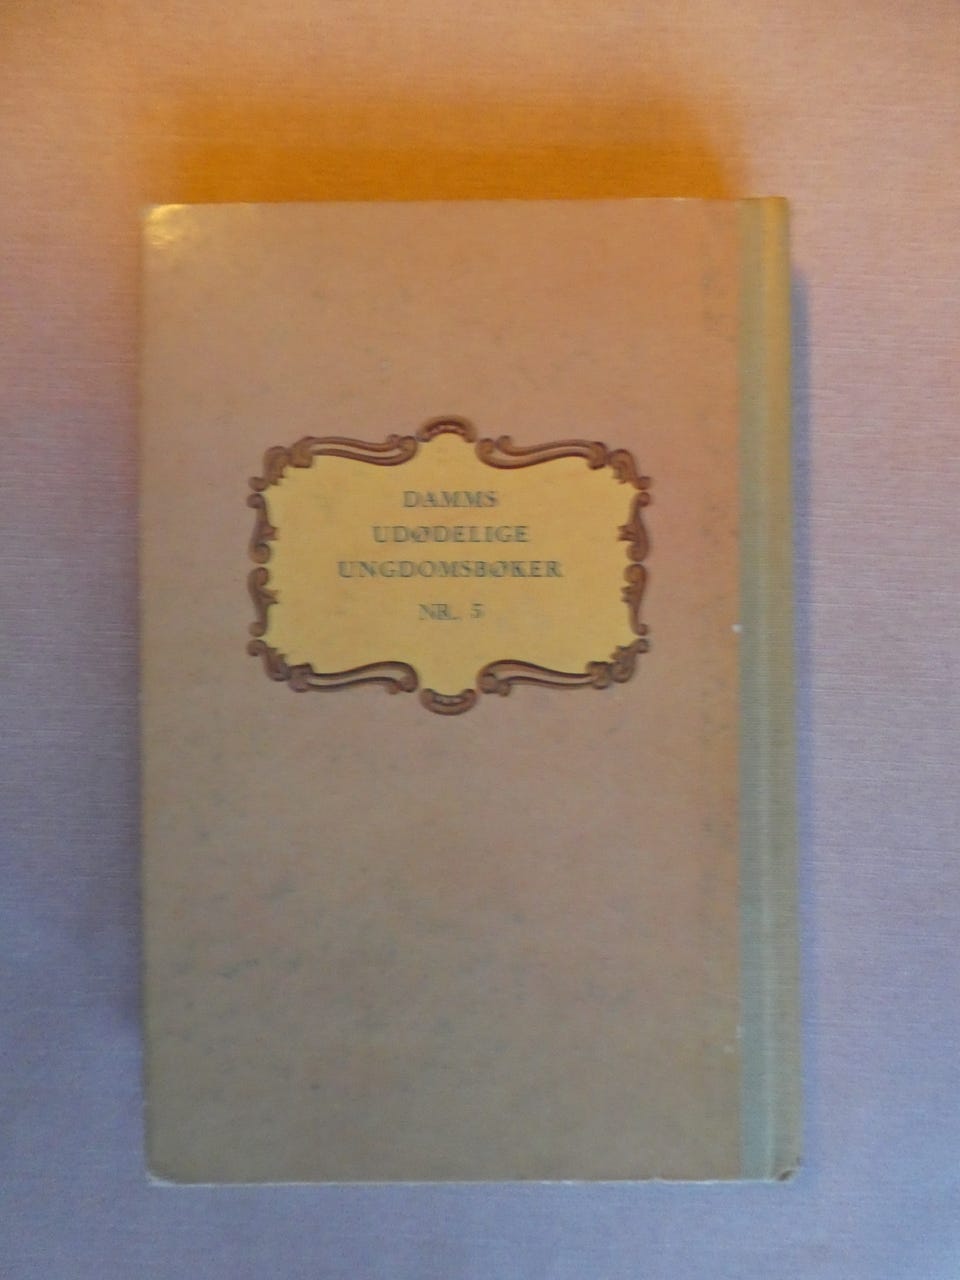 DAMMS
UDØDELIGE
UNGDOMSBØKER
NR. 5